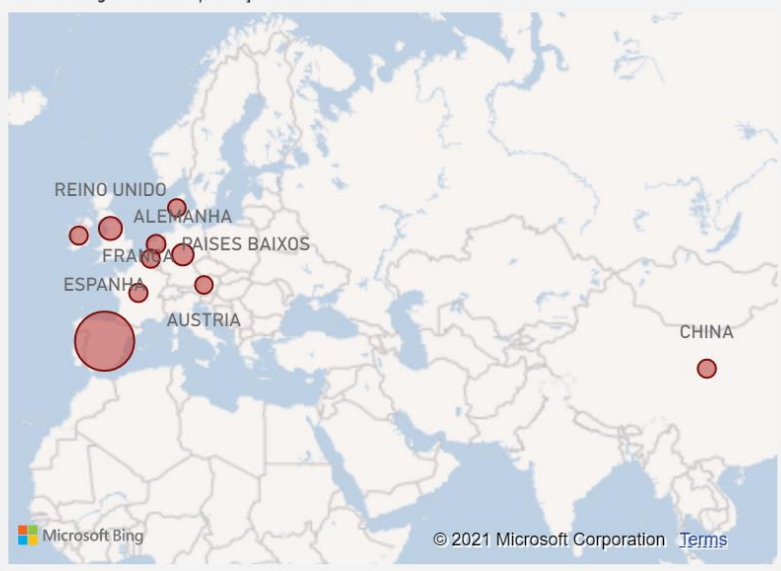 REINO UNIDO
ALEMANHA
PAISES BAIXOS
FRANÇA
ESPANHA
AUSTRIA
CHINA
Microsoft Bing
© 2021 Microsoft Corporation Terms